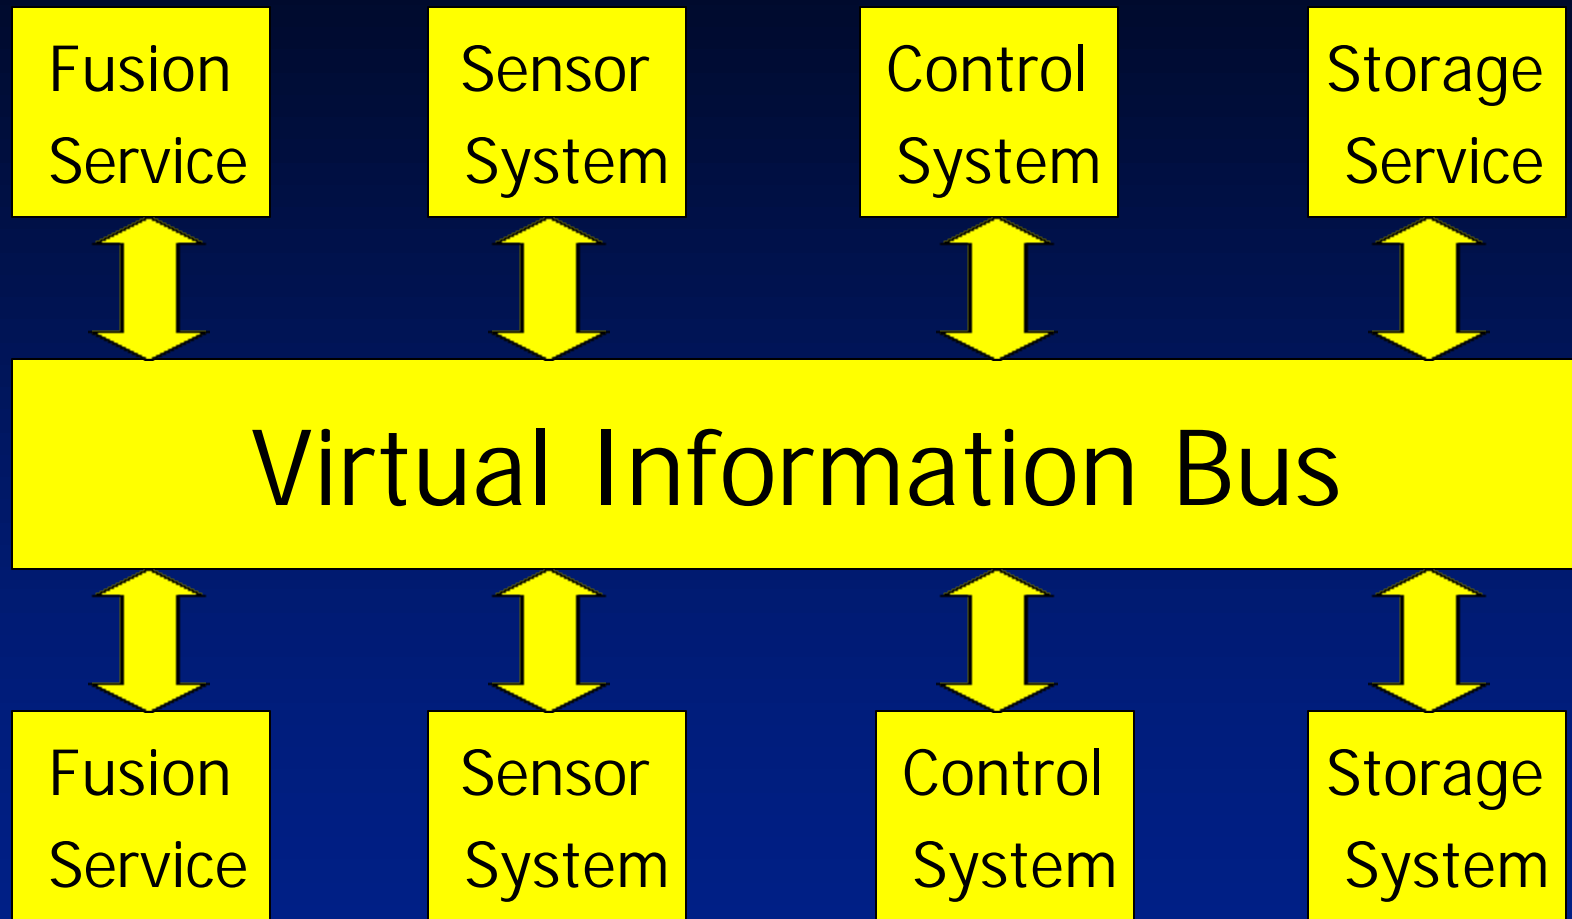 Fusion
Service
Sensor
System
Control
System
Storage
Service
Virtual Information Bus
Fusion
Service
Sensor
System
Control
System
Storage
System